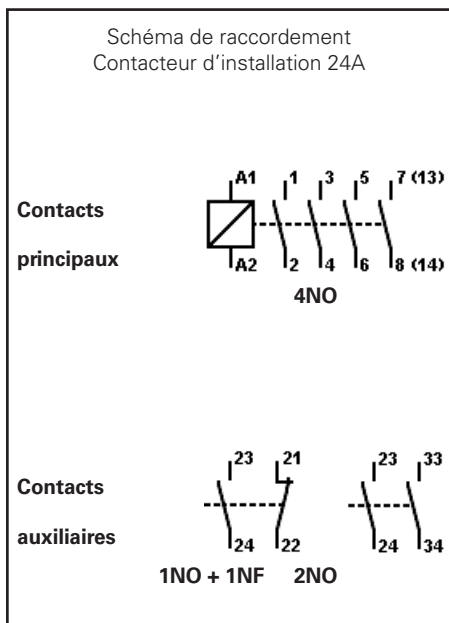 Schéma de raccordement
Contacteur d'installation 24A
A1 1 3 5 7 (13)
Contacts
principaux
A2 2 4 6 8 (14)
4NO
23 21 23 33
Contacts
auxiliaires
24 22 24 34
1NO + 1NF 2NO